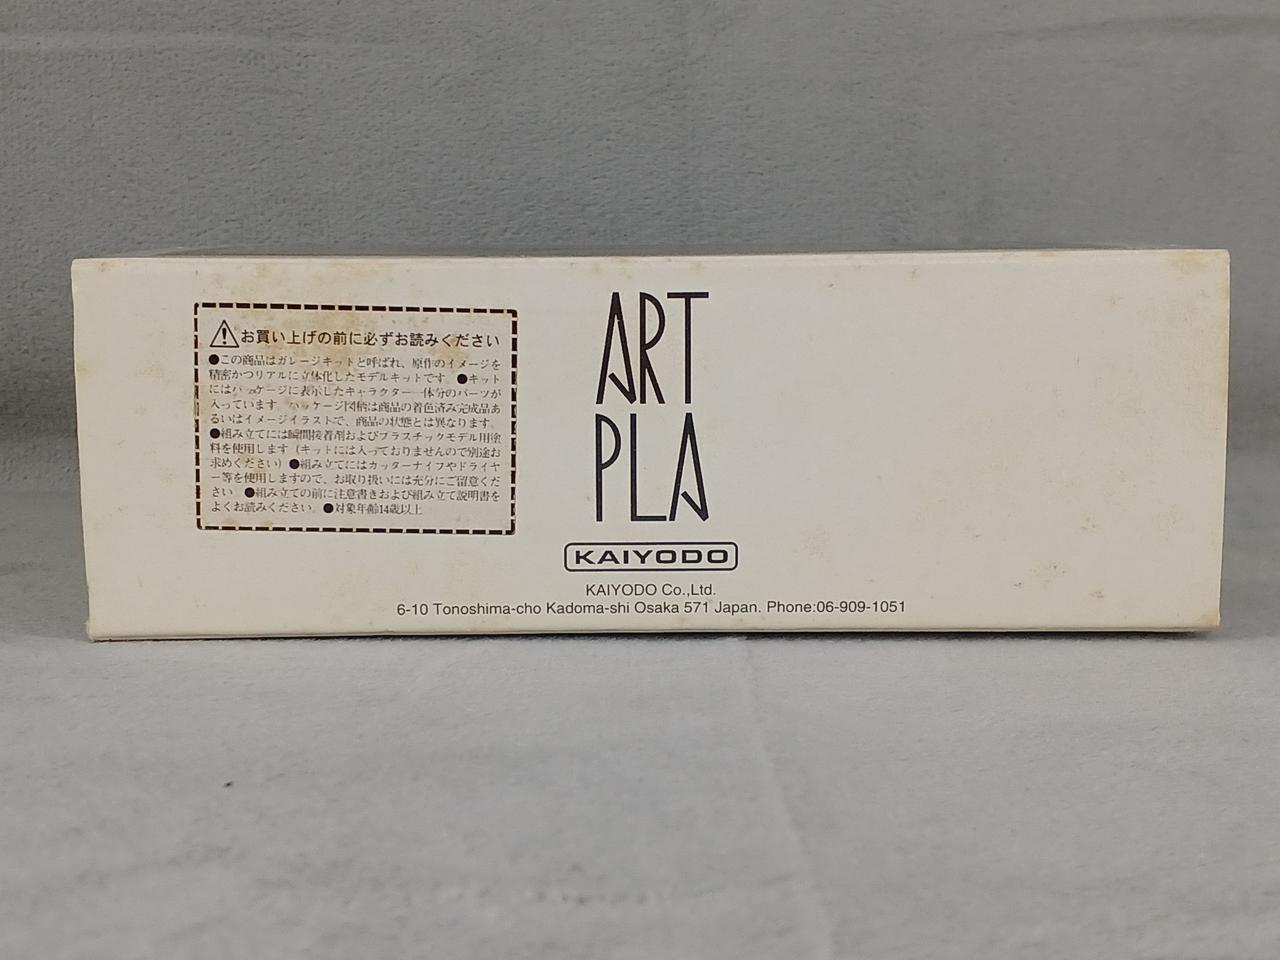 ⚠お買い上げの前に必ずお読みください
●この商品はガレージキットと呼ばれ、原作のイメージを
精密かつリアルに立体化したモデルキットです。●キット
にはパッケージに表示したキャラクター一体分のパーツが
入っています。パッケージ図柄は商品の着色済み完成品あ
るいはイメージイラストで、商品の状態とは異なります。
●組み立てには瞬間接着剤およびプラスチックモデル用塗
料を使用します（キットには入っておりませんので別途お
求めください）●組み立てにはカッターナイフやドライヤ
ー等を使用しますので、お取り扱いには充分にご留意くだ
さい ●組み立ての前に注意書きおよび組み立て説明書を
よくお読みください。●対象年齢14歳以上
ART
PLA
KAIYODO
KAIYODO Co.,Ltd.
6-10 Tonoshima-cho Kadoma-shi Osaka 571 Japan. Phone:06-909-1051